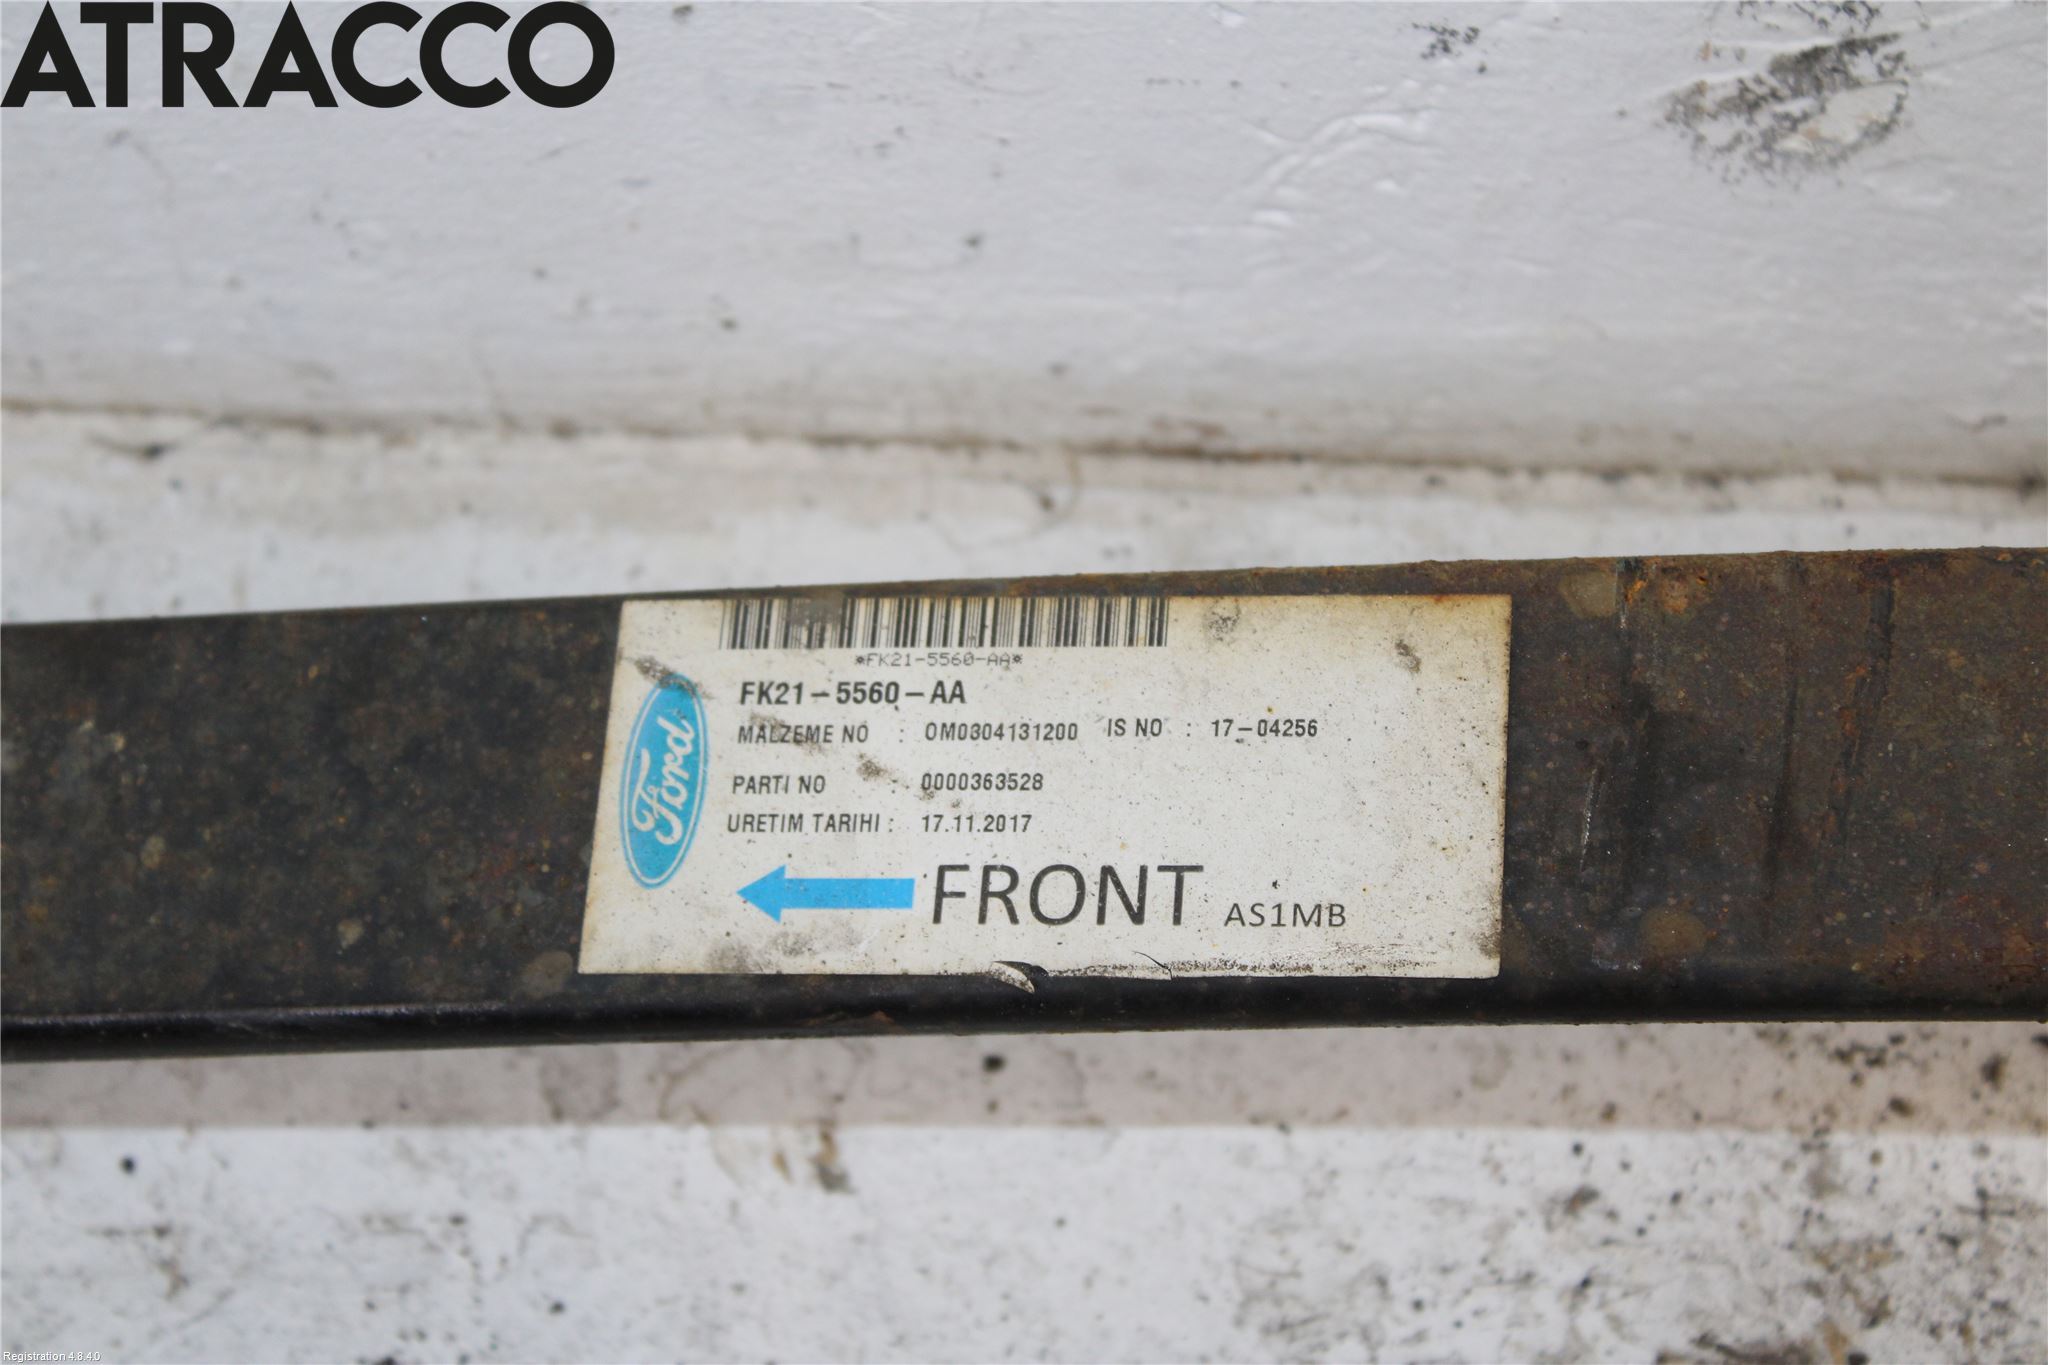 ATRACCO
*FK21-5560-AA*
FK21-5560-AA
MALZEME NO : OM0304131200 IS NO : 17-04256
PARTI NO : 0000363528
URETIM TARIHI : 17.11.2017
Ford
FRONT AS1MB
Registration 4.8.4.0